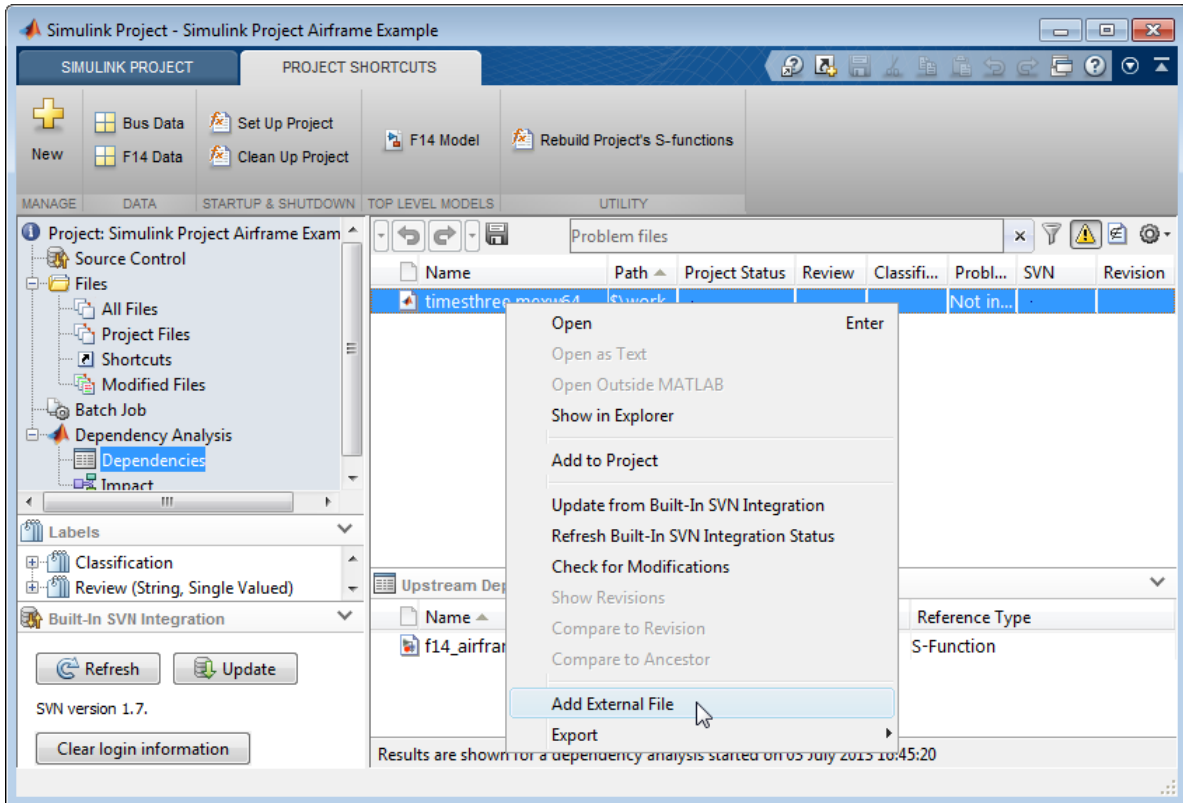 Simulink Project - Simulink Project Airframe Example
SIMULINK PROJECT
PROJECT SHORTCUTS
New
Bus Data
F14 Data
Set Up Project
Clean Up Project
F14 Model
Rebuild Project's S-functions
MANAGE
DATA
STARTUP & SHUTDOWN
TOP LEVEL MODELS
UTILITY
Project: Simulink Project Airframe Exam
Source Control
Files
All Files
Project Files
Shortcuts
Modified Files
Batch Job
Dependency Analysis
Dependencies
Impact
Labels
Classification
Review (String, Single Valued)
Built-In SVN Integration
Refresh
Update
SVN version 1.7.
Clear login information
Problem files
Name Path Project Status Review Classifi... Probl... SVN Revision
timesthree.mexw64 $\work Not in...
Open Enter
Open as Text
Open Outside MATLAB
Show in Explorer
Add to Project
Update from Built-In SVN Integration
Refresh Built-In SVN Integration Status
Check for Modifications
Show Revisions
Compare to Revision
Compare to Ancestor
Add External File
Export
Upstream Dep
Name
Reference Type
f14_airfra
S-Function
Results are shown for a dependency analysis started on 05 July 2013 16:45:20